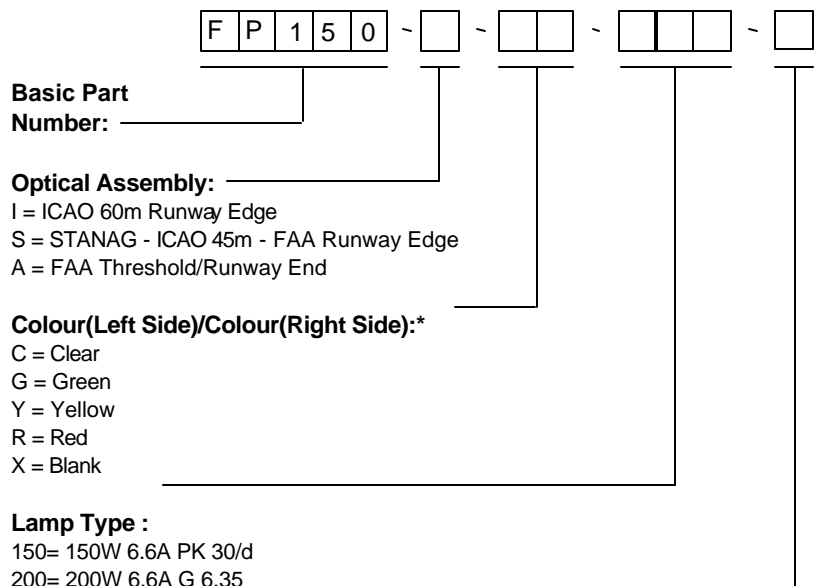 F P 1 5 0 - - - -
Basic Part
Number:
Optical Assembly:
I = ICAO 60m Runway Edge
S = STANAG - ICAO 45m - FAA Runway Edge
A = FAA Threshold/Runway End
Colour(Left Side)/Colour(Right Side):*
C = Clear
G = Green
Y = Yellow
R = Red
X = Blank
Lamp Type :
150= 150W 6.6A PK 30/d
200= 200W 6.6A G 6.35